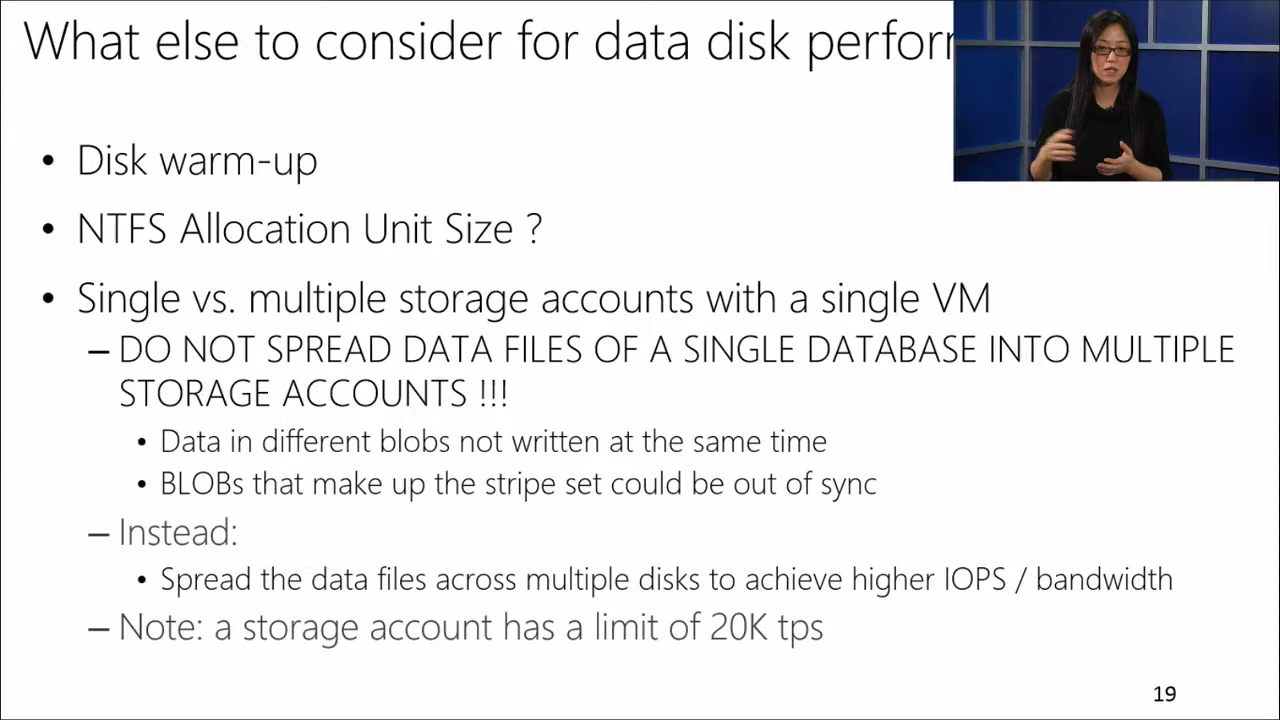 What else to consider for data disk perfor
• Disk warm-up
• NTFS Allocation Unit Size ?
• Single vs. multiple storage accounts with a single VM
– DO NOT SPREAD DATA FILES OF A SINGLE DATABASE INTO MULTIPLE
STORAGE ACCOUNTS !!!
• Data in different blobs not written at the same time
• BLOBs that make up the stripe set could be out of sync
– Instead:
• Spread the data files across multiple disks to achieve higher IOPS / bandwidth
– Note: a storage account has a limit of 20K tps
19